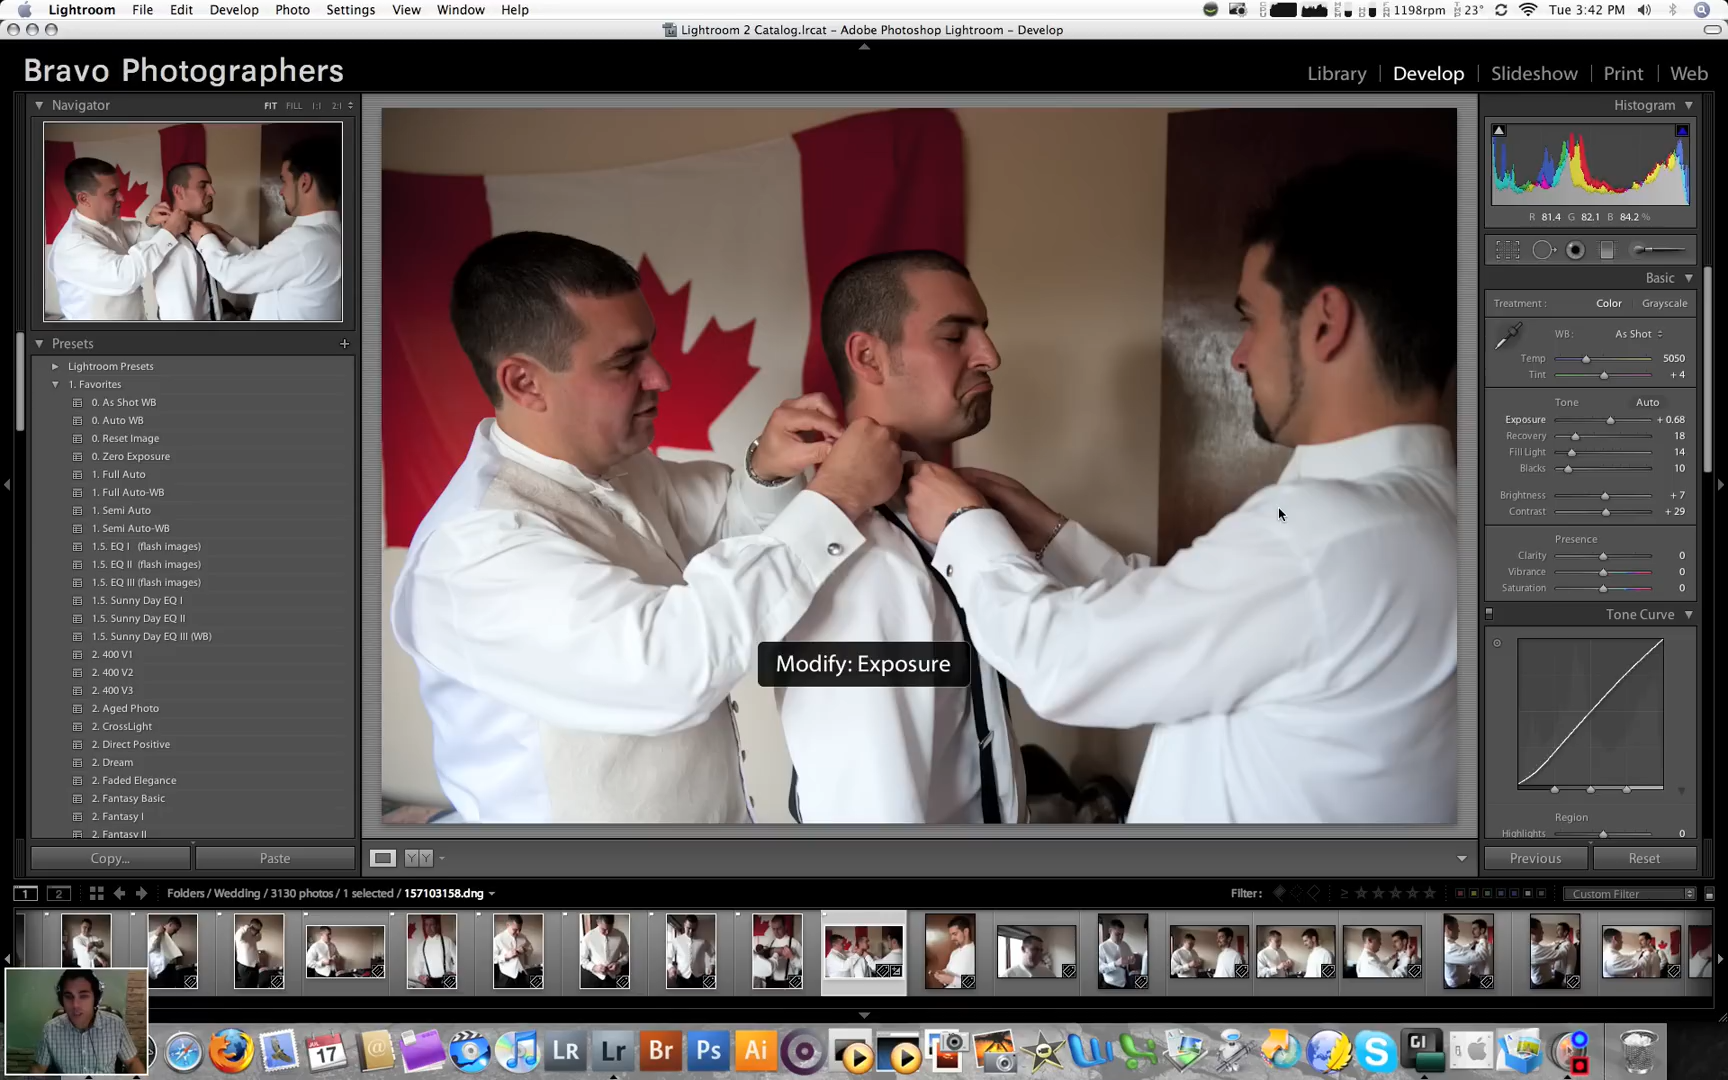 Lightroom File Edit Develop Photo Settings View Window Help
1198rpm 23° Tue 3:42 PM
Lightroom 2 Catalog.lrcat – Adobe Photoshop Lightroom – Develop
Bravo Photographers
Library | Develop | Slideshow | Print | Web
Navigator FIT FILL 1:1 2:1
Histogram
R 81.4 G 82.1 B 84.2 %
Basic
Treatment: Color Grayscale
WB: As Shot
Temp 5050
Tint + 4
Tone Auto
Exposure + 0.68
Recovery 18
Fill Light 14
Blacks 10
Brightness + 7
Contrast + 29
Presence
Clarity 0
Vibrance 0
Saturation 0
Tone Curve
Region
Highlights 0
Previous Reset
Presets +
Lightroom Presets
1. Favorites
0. As Shot WB
0. Auto WB
0. Reset Image
0. Zero Exposure
1. Full Auto
1. Full Auto-WB
1. Semi Auto
1. Semi Auto-WB
1.5. EQ I (flash images)
1.5. EQ II (flash images)
1.5. EQ III (flash images)
1.5. Sunny Day EQ I
1.5. Sunny Day EQ II
1.5. Sunny Day EQ III (WB)
2. 400 V1
2. 400 V2
2. 400 V3
2. Aged Photo
2. CrossLight
2. Direct Positive
2. Dream
2. Faded Elegance
2. Fantasy Basic
2. Fantasy I
2. Fantasy II
Copy... Paste
Modify: Exposure
Y Y
1 2 Folders / Wedding / 3130 photos / 1 selected / 157103158.dng
Filter: Custom Filter
JUL 17 LR Lr Br Ps Ai GI